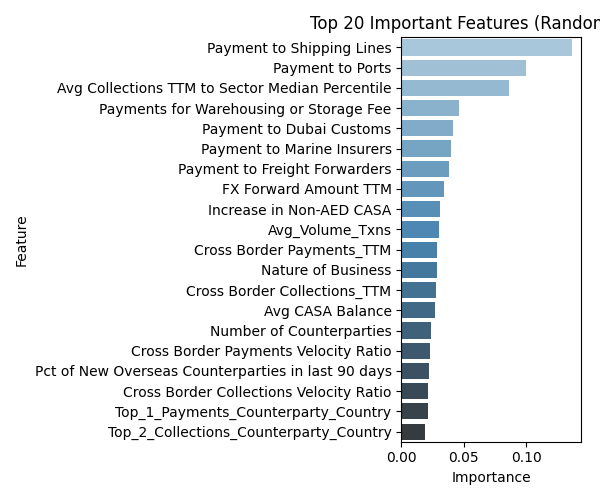 Top 20 Important Features (Random
Payment to Shipping Lines
Payment to Ports
Avg Collections TTM to Sector Median Percentile
Payments for Warehousing or Storage Fee
Payment to Dubai Customs
Payment to Marine Insurers
Payment to Freight Forwarders
FX Forward Amount TTM
Increase in Non-AED CASA
Avg_Volume_Txns
Cross Border Payments_TTM
Nature of Business
Cross Border Collections_TTM
Avg CASA Balance
Number of Counterparties
Cross Border Payments Velocity Ratio
Pct of New Overseas Counterparties in last 90 days
Cross Border Collections Velocity Ratio
Top_1_Payments_Counterparty_Country
Top_2_Collections_Counterparty_Country
Feature
0.00 0.05 0.10
Importance